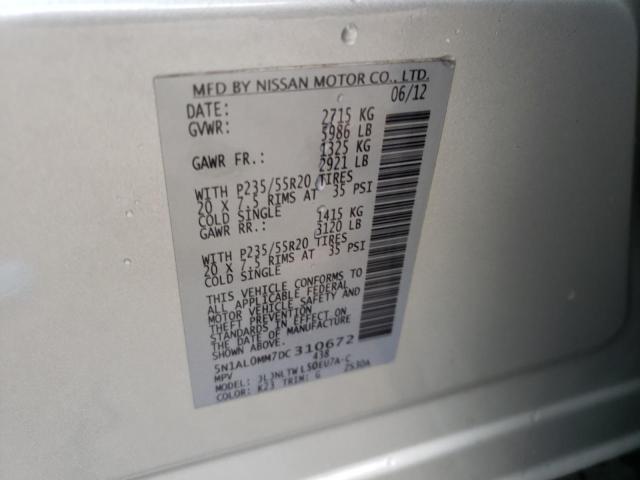 MFD BY NISSAN MOTOR CO., LTD.
DATE: 06/12
GVWR: 2715 KG
5986 LB
GAWR FR.: 1325 KG
2921 LB
WITH P235/55R20 TIRES
20 X 7.5 RIMS AT 35 PSI
COLD SINGLE
GAWR RR.: 1415 KG
3120 LB
WITH P235/55R20 TIRES
20 X 7.5 RIMS AT 35 PSI
COLD SINGLE
THIS VEHICLE CONFORMS TO
ALL APPLICABLE FEDERAL
MOTOR VEHICLE SAFETY AND
THEFT PREVENTION
STANDARDS IN EFFECT ON
THE DATE OF MANUFACTURE
5N1AL0MM7DC310672
MPV 438
MODEL: JLJNLTWL50EU7A-C
COLOR: K23 TRIM: G ZS30A